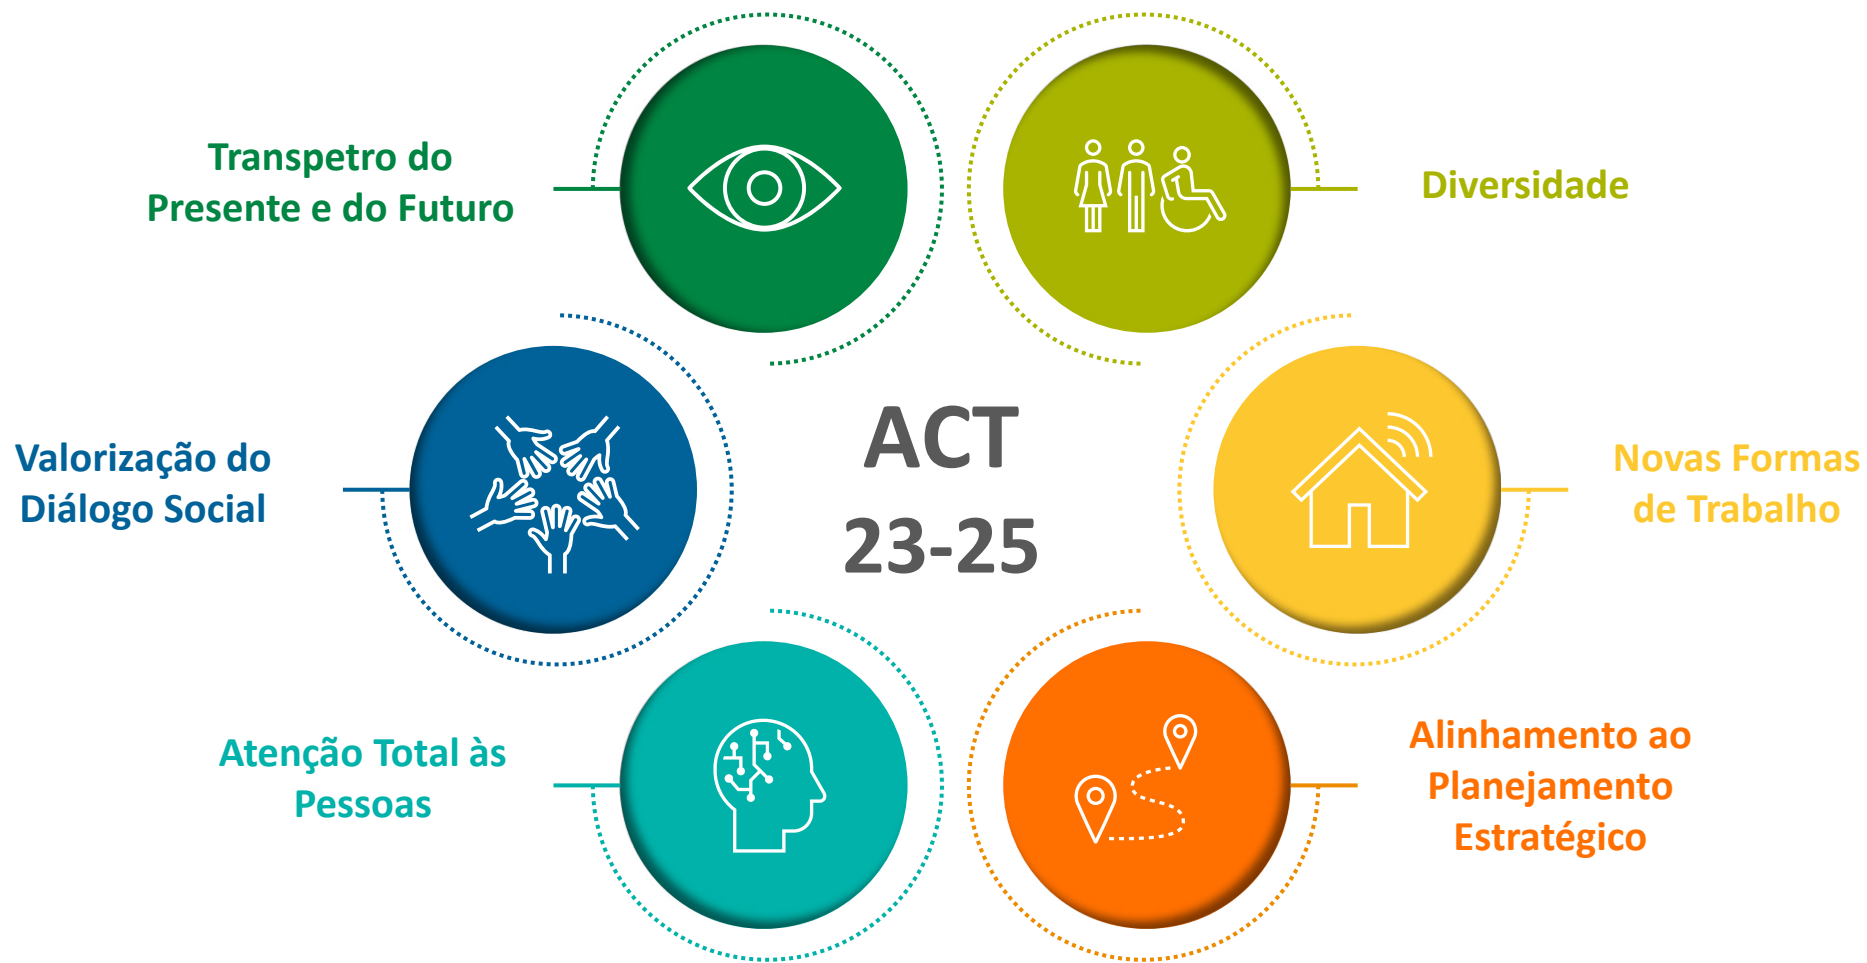 Transpetro do
Presente e do Futuro
Diversidade
Valorização do
Diálogo Social
ACT
23-25
Novas Formas
de Trabalho
Atenção Total às
Pessoas
Alinhamento ao
Planejamento
Estratégico